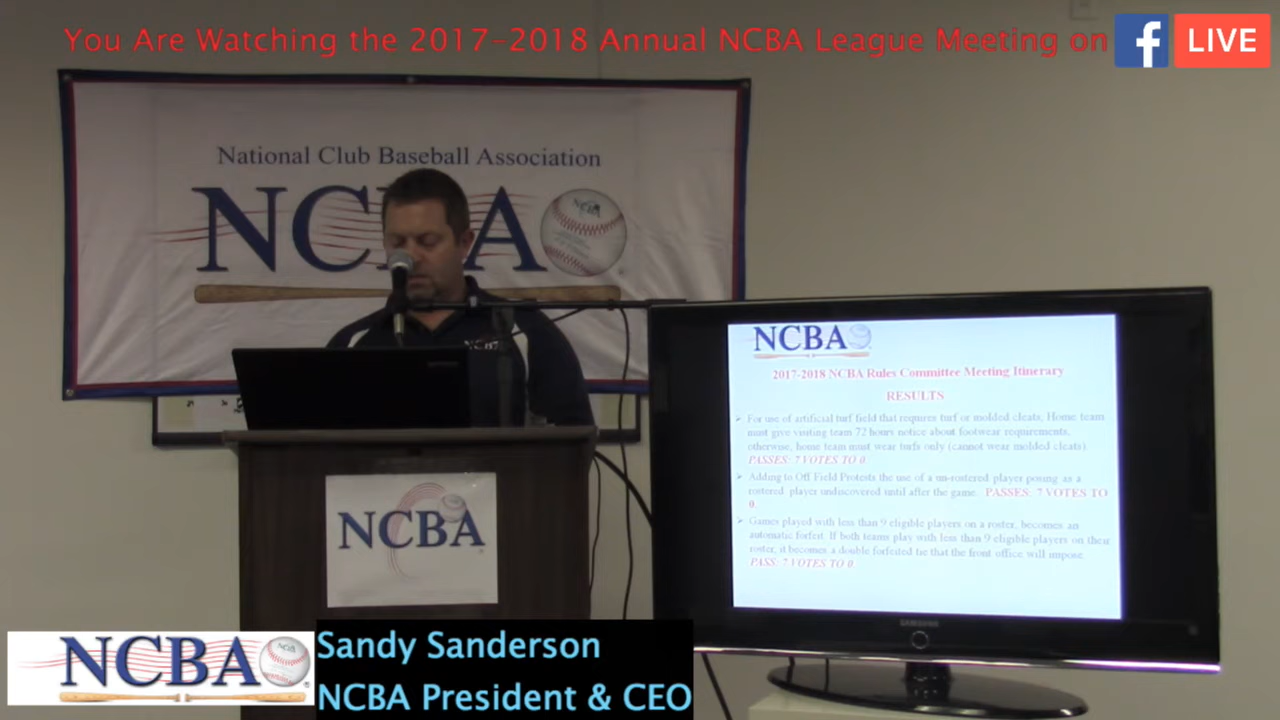 You Are Watching the 2017-2018 Annual NCBA League Meeting on f LIVE
National Club Baseball Association
NCBA
NCBA
2017-2018 NCBA Rules Committee Meeting Itinerary
RESULTS
For use of artificial turf field that requires turf or molded cleats, Home team
must give visiting team 72 hours notice about footwear requirements,
otherwise, home team must wear turfs only (cannot wear molded cleats).
PASSES: 7 VOTES TO 0
Adding to Off Field Protests the use of a un-rostered player posing as a
rostered player undiscovered until after the game. PASSES: 7 VOTES TO
0.
Games played with less than 9 eligible players on a roster, becomes an
automatic forfeit. If both teams play with less than 9 eligible players on their
roster, it becomes a double forfeited tie that the front office will impose.
PASS: 7 VOTES TO 0
SAMSUNG
NCBA
NCBA
Sandy Sanderson
NCBA President & CEO